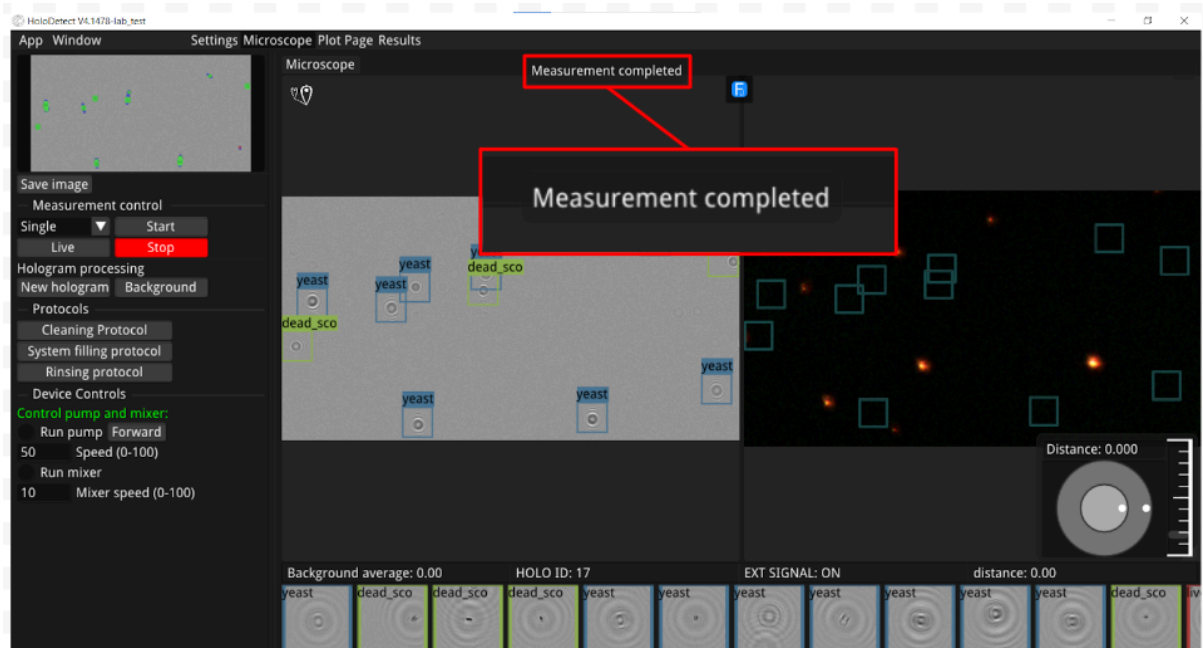 HoloDetect V4.1478-lab_test
App Window Settings Microscope Plot Page Results
Microscope
Measurement completed
Measurement completed
Save image
Measurement control
Single Start
Live Stop
Hologram processing
New hologram Background
Protocols
Cleaning Protocol
System filling protocol
Rinsing protocol
Device Controls
Control pump and mixer:
Run pump Forward
50 Speed (0-100)
Run mixer
10 Mixer speed (0-100)
dead_sco
yeast
yeast
yeast
dead_sco
yeast
yeast
yeast
Distance: 0.000
Background average: 0.00 HOLO ID: 17 EXT SIGNAL: ON distance: 0.00
yeast dead_sco dead_sco dead_sco yeast yeast yeast yeast yeast yeast yeast dead_sco liv